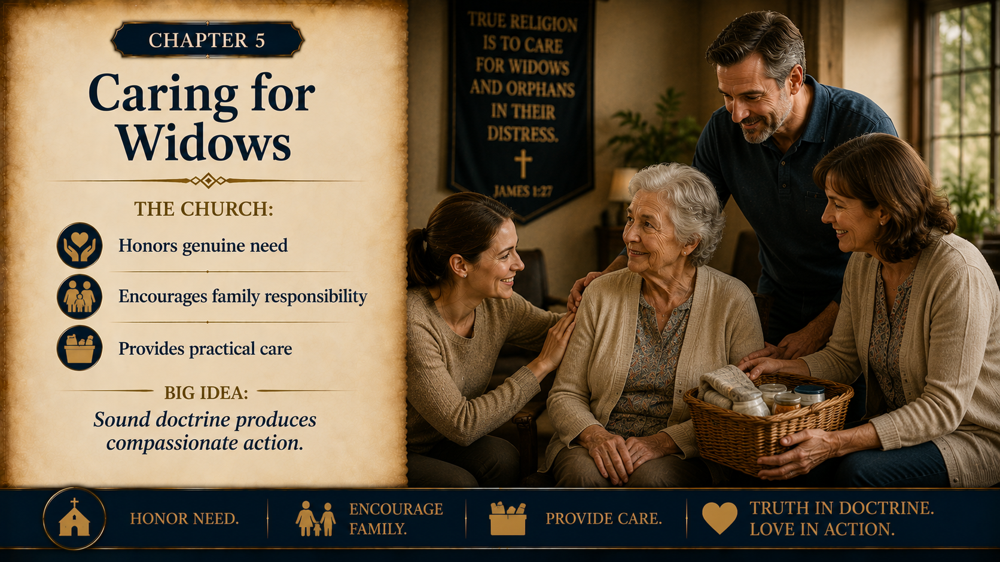 CHAPTER 5
Caring for
Widows
THE CHURCH:
Honors genuine need
Encourages family responsibility
Provides practical care
BIG IDEA:
Sound doctrine produces
compassionate action.
TRUE RELIGION
IS TO CARE
FOR WIDOWS
AND ORPHANS
IN THEIR
DISTRESS.
JAMES 1:27
HONOR NEED.
ENCOURAGE
FAMILY.
PROVIDE CARE.
TRUTH IN DOCTRINE.
LOVE IN ACTION.